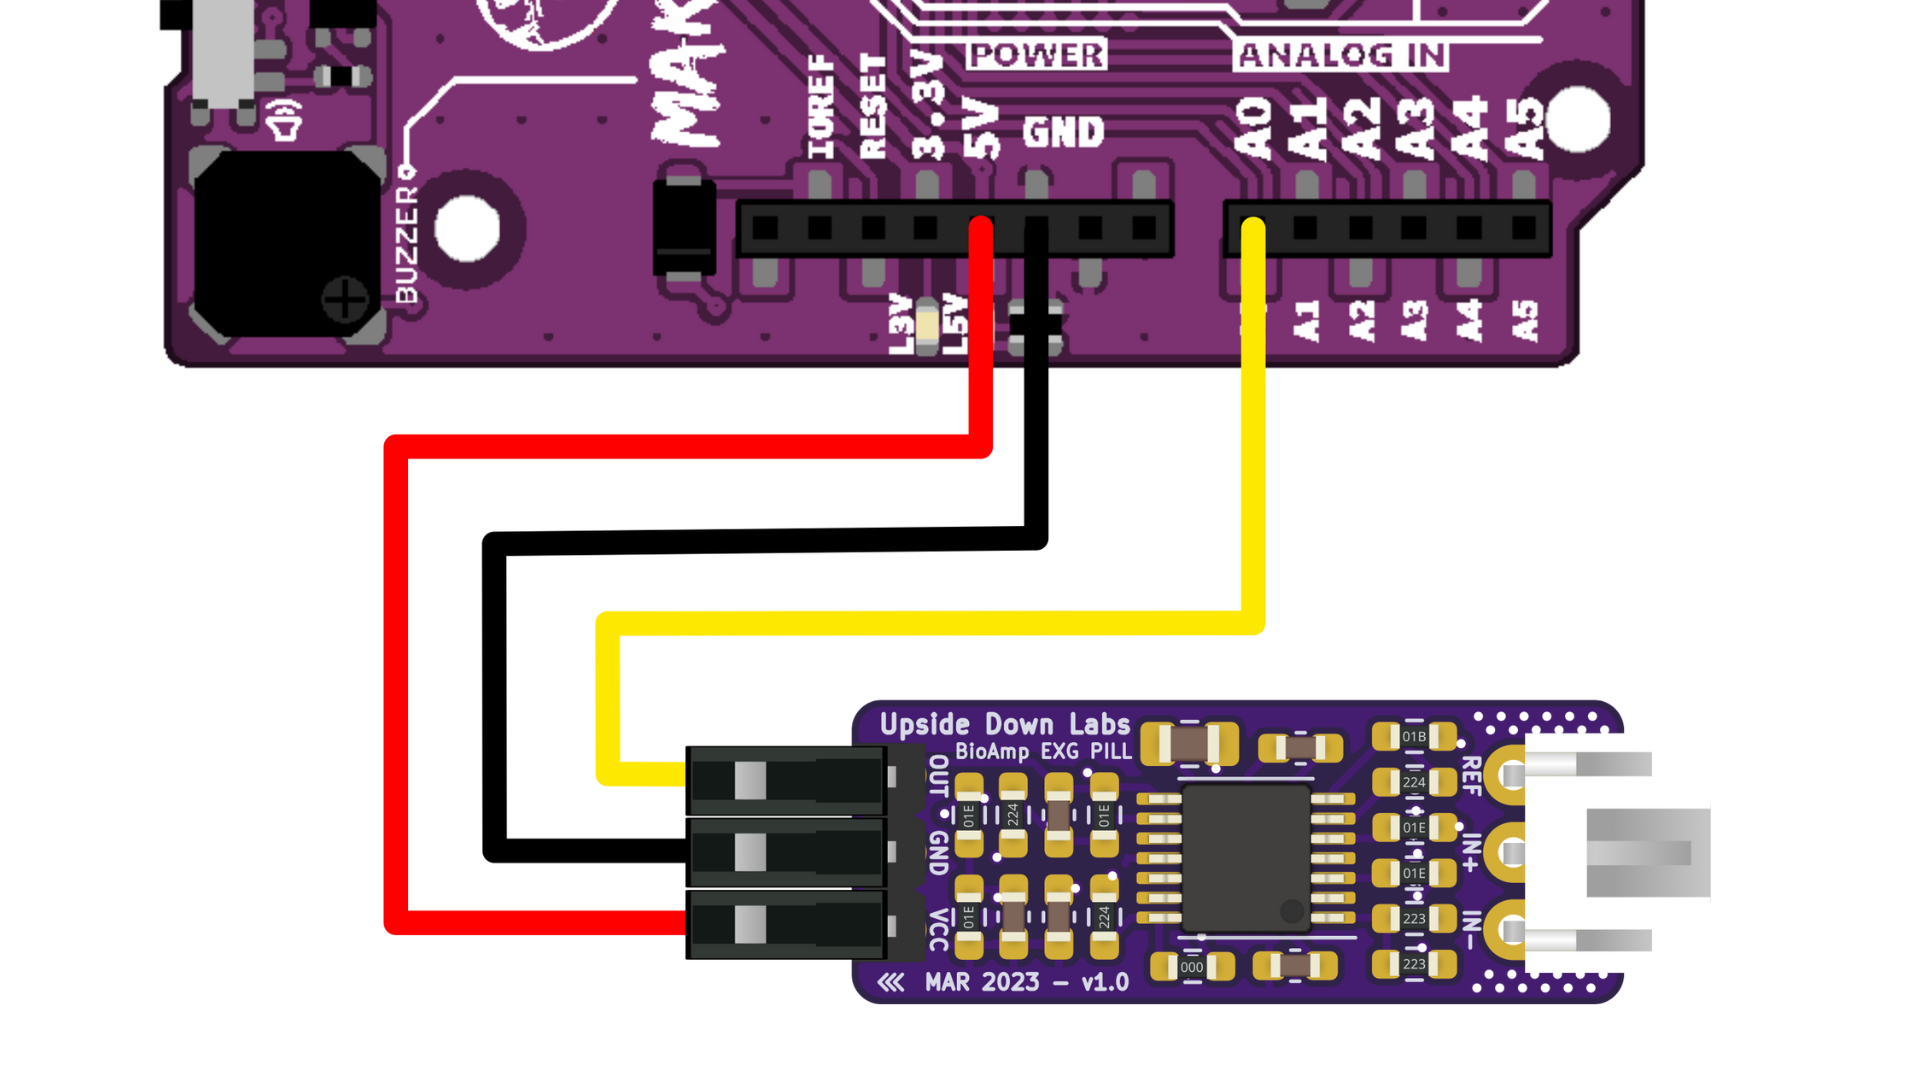 MAK
POWER
ANALOG IN
IOREF
RESET
3.3V
5V
GND
A0
A1
A2
A3
A4
A5
BUZZER
L3V
L5V
A1
A2
A3
A4
A5
Upside Down Labs
BioAmp EXG PILL
OUT
GND
VCC
01E
224
01E
01E
224
000
01B
224
01E
01E
223
223
REF
IN+
IN-
MAR 2023 - v1.0